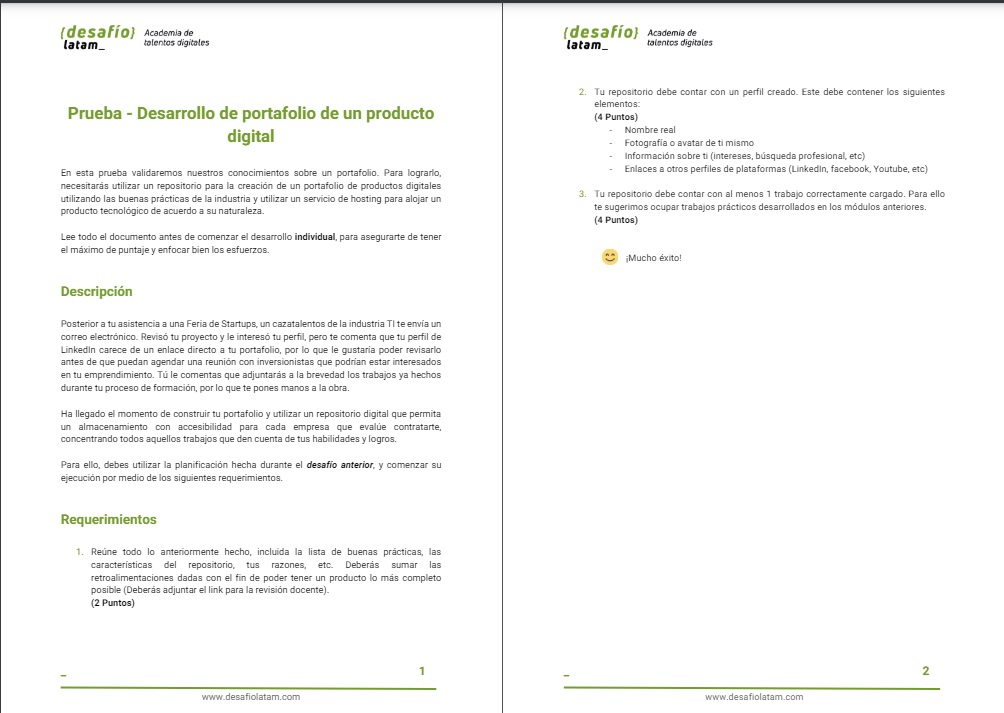 {desafío}
latam_
Academia de
talentos digitales
Prueba - Desarrollo de portafolio de un producto
digital
En esta prueba validaremos nuestros conocimientos sobre un portafolio. Para lograrlo,
necesitarás utilizar un repositorio para la creación de un portafolio de productos digitales
utilizando las buenas prácticas de la industria y utilizar un servicio de hosting para alojar un
producto tecnológico de acuerdo a su naturaleza.
Lee todo el documento antes de comenzar el desarrollo individual, para asegurarte de tener
el máximo de puntaje y enfocar bien los esfuerzos.
Descripción
Posterior a tu asistencia a una Feria de Startups, un cazatalentos de la industria TI te envía un
correo electrónico. Revisó tu proyecto y le interesó tu perfil, pero te comenta que tu perfil de
LinkedIn carece de un enlace directo a tu portafolio, por lo que le gustaría poder revisarlo
antes de que puedan agendar una reunión con inversionistas que podrían estar interesados
en tu emprendimiento. Tú le comentas que adjuntarás a la brevedad los trabajos ya hechos
durante tu proceso de formación, por lo que te pones manos a la obra.
Ha llegado el momento de construir tu portafolio y utilizar un repositorio digital que permita
un almacenamiento con accesibilidad para cada empresa que evalúe contratarte,
concentrando todos aquellos trabajos que den cuenta de tus habilidades y logros.
Para ello, debes utilizar la planificación hecha durante el desafío anterior, y comenzar su
ejecución por medio de los siguientes requerimientos.
Requerimientos
1. Reúne todo lo anteriormente hecho, incluida la lista de buenas prácticas, las
características del repositorio, tus razones, etc. Deberás sumar las
retroalimentaciones dadas con el fin de poder tener un producto lo más completo
posible (Deberás adjuntar el link para la revisión docente).
(2 Puntos)
_ 1
www.desafiolatam.com
{desafío}
latam_
Academia de
talentos digitales
2. Tu repositorio debe contar con un perfil creado. Este debe contener los siguientes
elementos:
(4 Puntos)
- Nombre real
- Fotografía o avatar de ti mismo
- Información sobre ti (intereses, búsqueda profesional, etc)
- Enlaces a otros perfiles de plataformas (LinkedIn, facebook, Youtube, etc)
3. Tu repositorio debe contar con al menos 1 trabajo correctamente cargado. Para ello
te sugerimos ocupar trabajos prácticos desarrollados en los módulos anteriores.
(4 Puntos)
¡Mucho éxito!
_ 2
www.desafiolatam.com